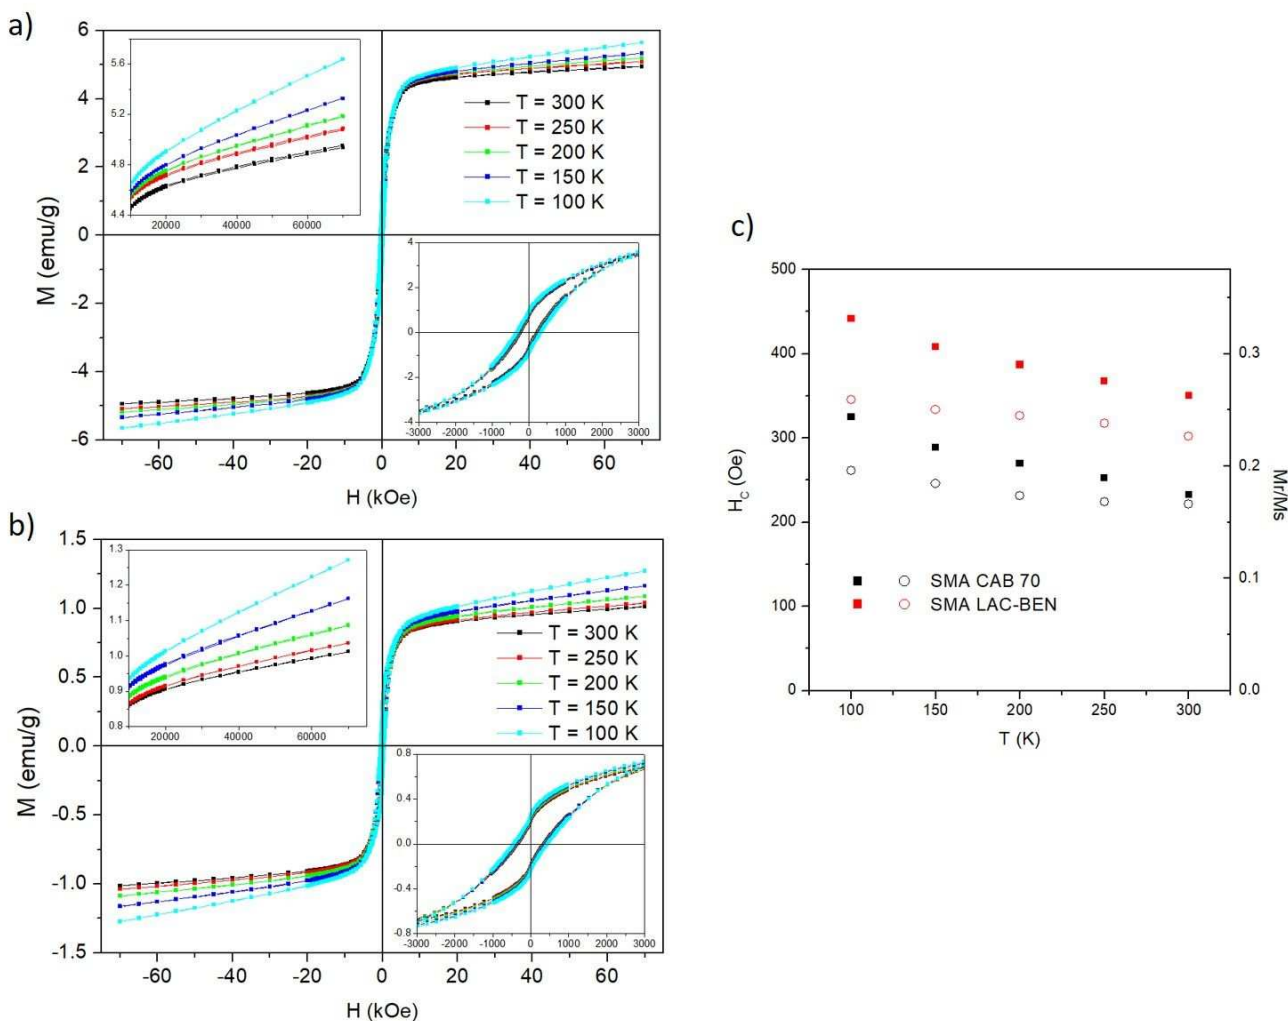 a)
M (emu/g)
6
4
2
0
-2
-4
-6
5.6
5.2
4.8
4.4
20000 40000 60000
T = 300 K
T = 250 K
T = 200 K
T = 150 K
T = 100 K
4
2
0
-2
-4
-3000 -2000 -1000 0 1000 2000 3000
-60 -40 -20 0 20 40 60
H (kOe)
b)
M (emu/g)
1.5
1.0
0.5
0.0
-0.5
-1.0
-1.5
1.3
1.2
1.1
1.0
0.9
0.8
20000 40000 60000
T = 300 K
T = 250 K
T = 200 K
T = 150 K
T = 100 K
0.8
0.4
0.0
-0.4
-0.8
-3000 -2000 -1000 0 1000 2000 3000
-60 -40 -20 0 20 40 60
H (kOe)
c)
H_C (Oe)
500
400
300
200
100
0
SMA CAB 70
SMA LAC-BEN
100 150 200 250 300
T (K)
0.3
0.2
0.1
0.0
Mr/Ms